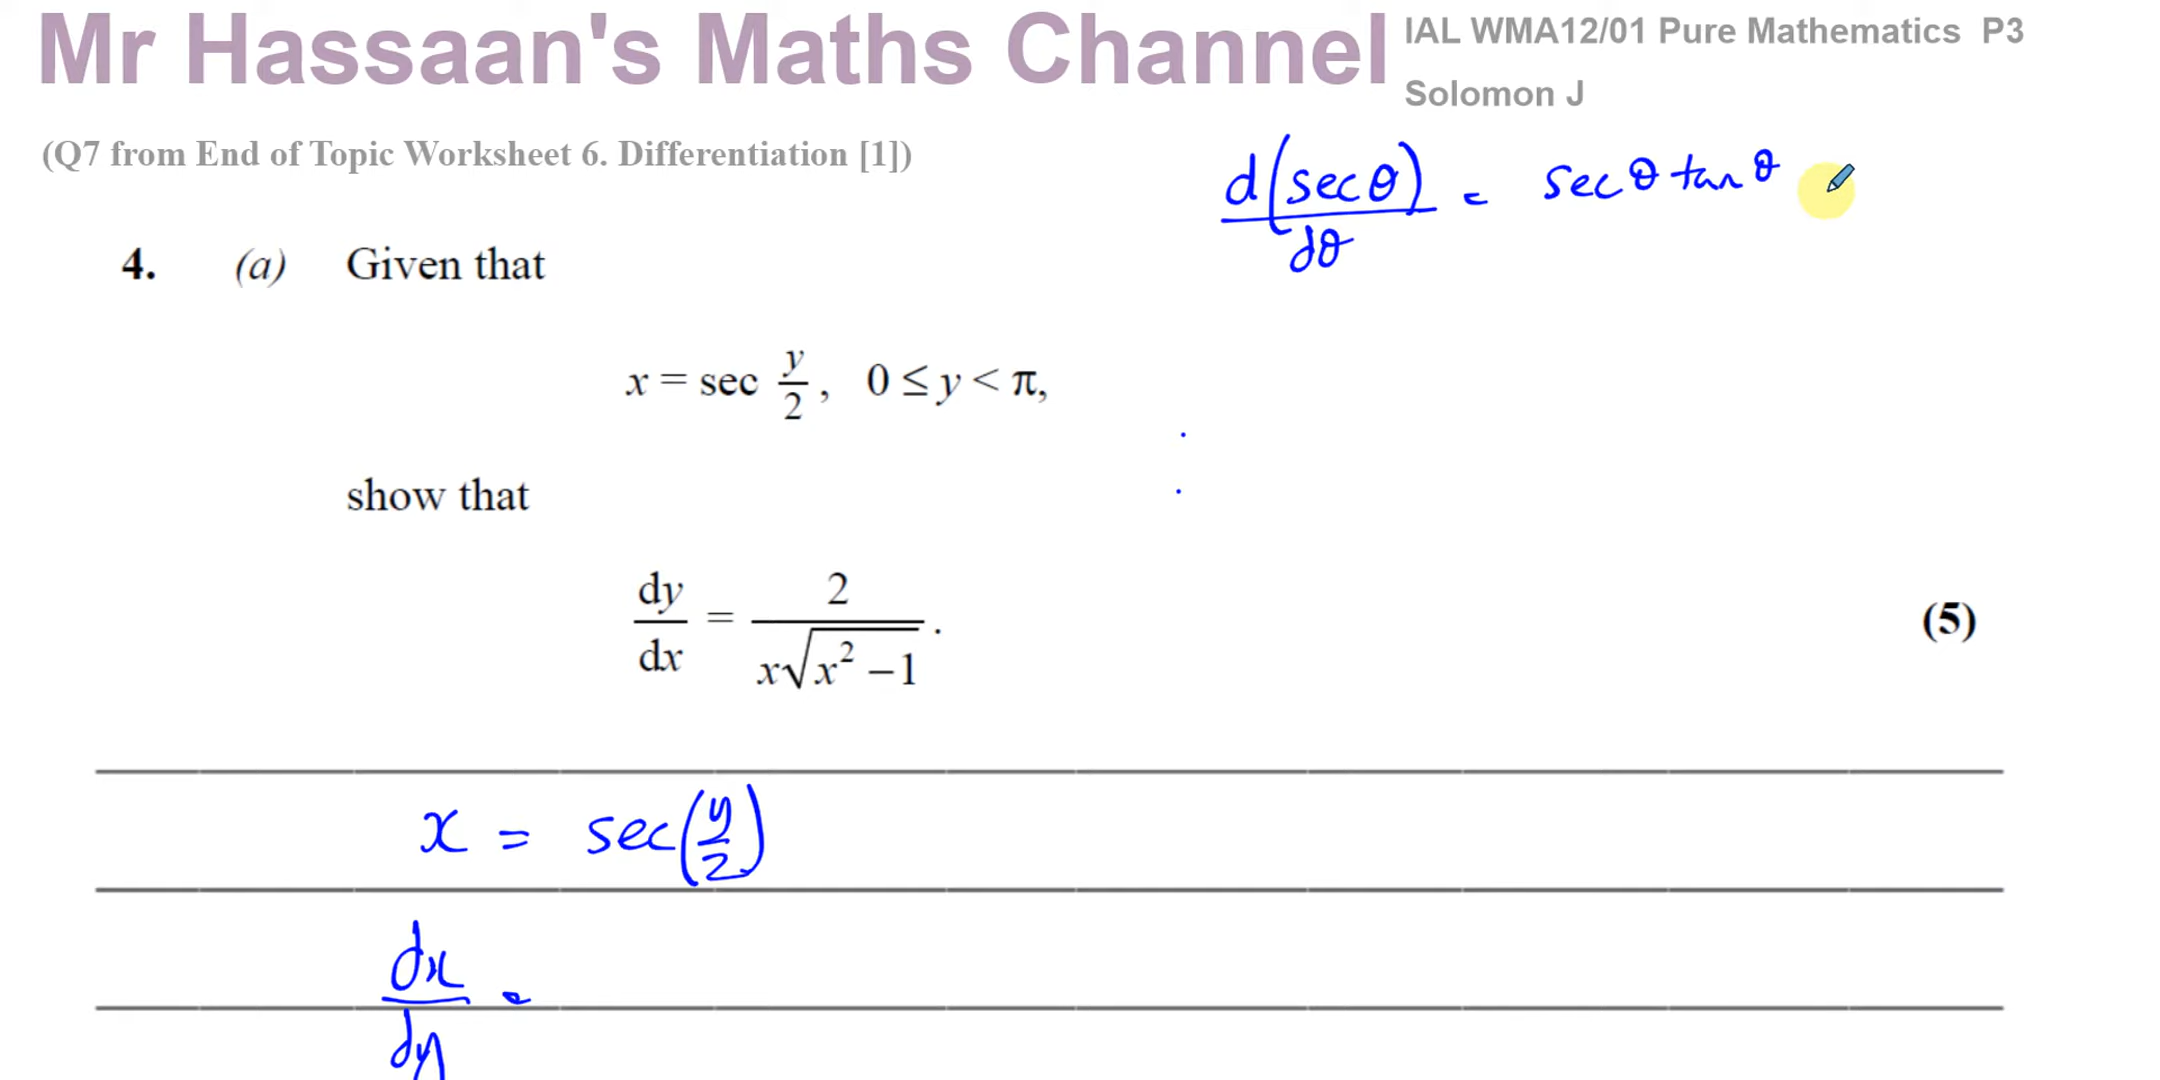 Mr Hassaan's Maths Channel
IAL WMA12/01 Pure Mathematics P3
Solomon J
(Q7 from End of Topic Worksheet 6. Differentiation [1])
d(secθ)/dθ = secθ tanθ
4. (a) Given that
x = sec y/2, 0 ≤ y < π,
show that
dy/dx = 2/(x√(x² − 1)).
(5)
x = sec(y/2)
dx/dy =